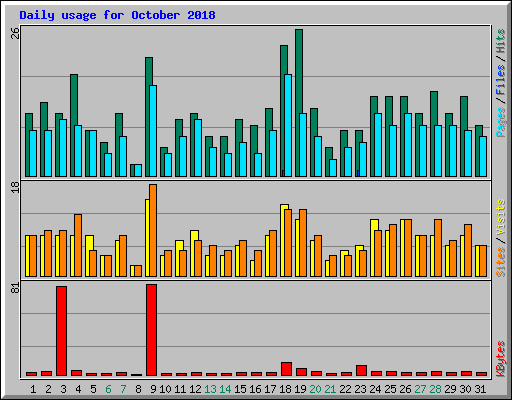 Daily usage for October 2018
26
Pages / Files / Hits
18
Sites / Visits
81
KBytes
1 2 3 4 5 6 7 8 9 10 11 12 13 14 15 16 17 18 19 20 21 22 23 24 25 26 27 28 29 30 31